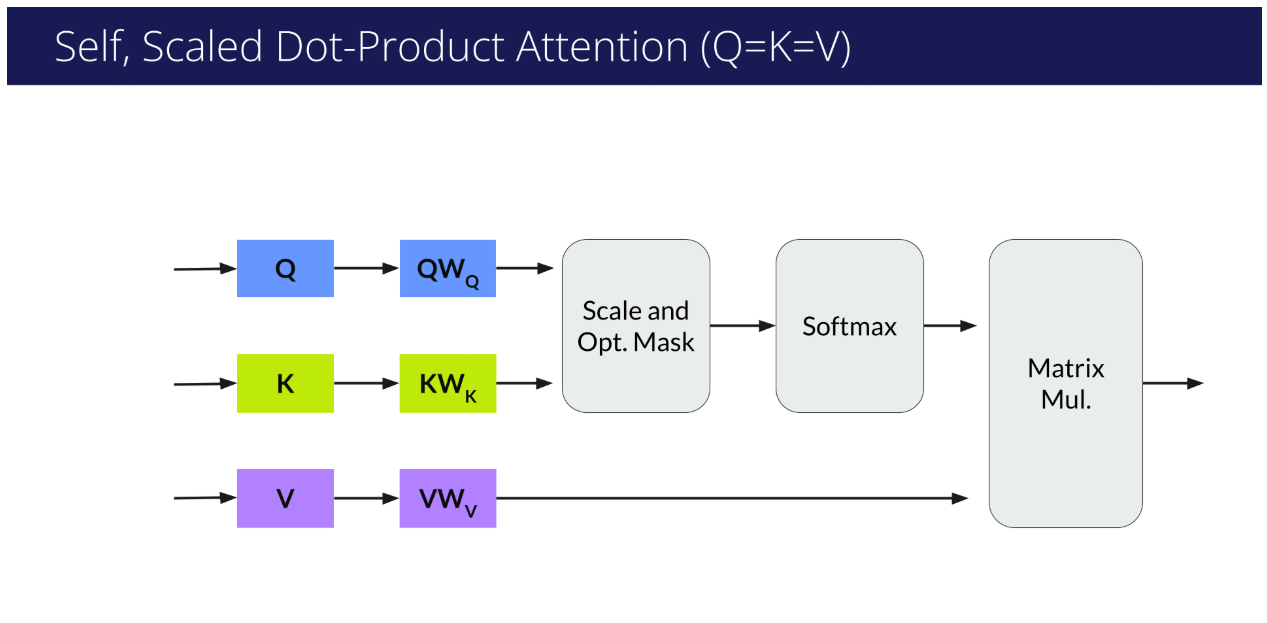 Self, Scaled Dot-Product Attention (Q=K=V)
Q
QW_Q
Scale and
Opt. Mask
Softmax
K
KW_K
Matrix
Mul.
V
VW_V